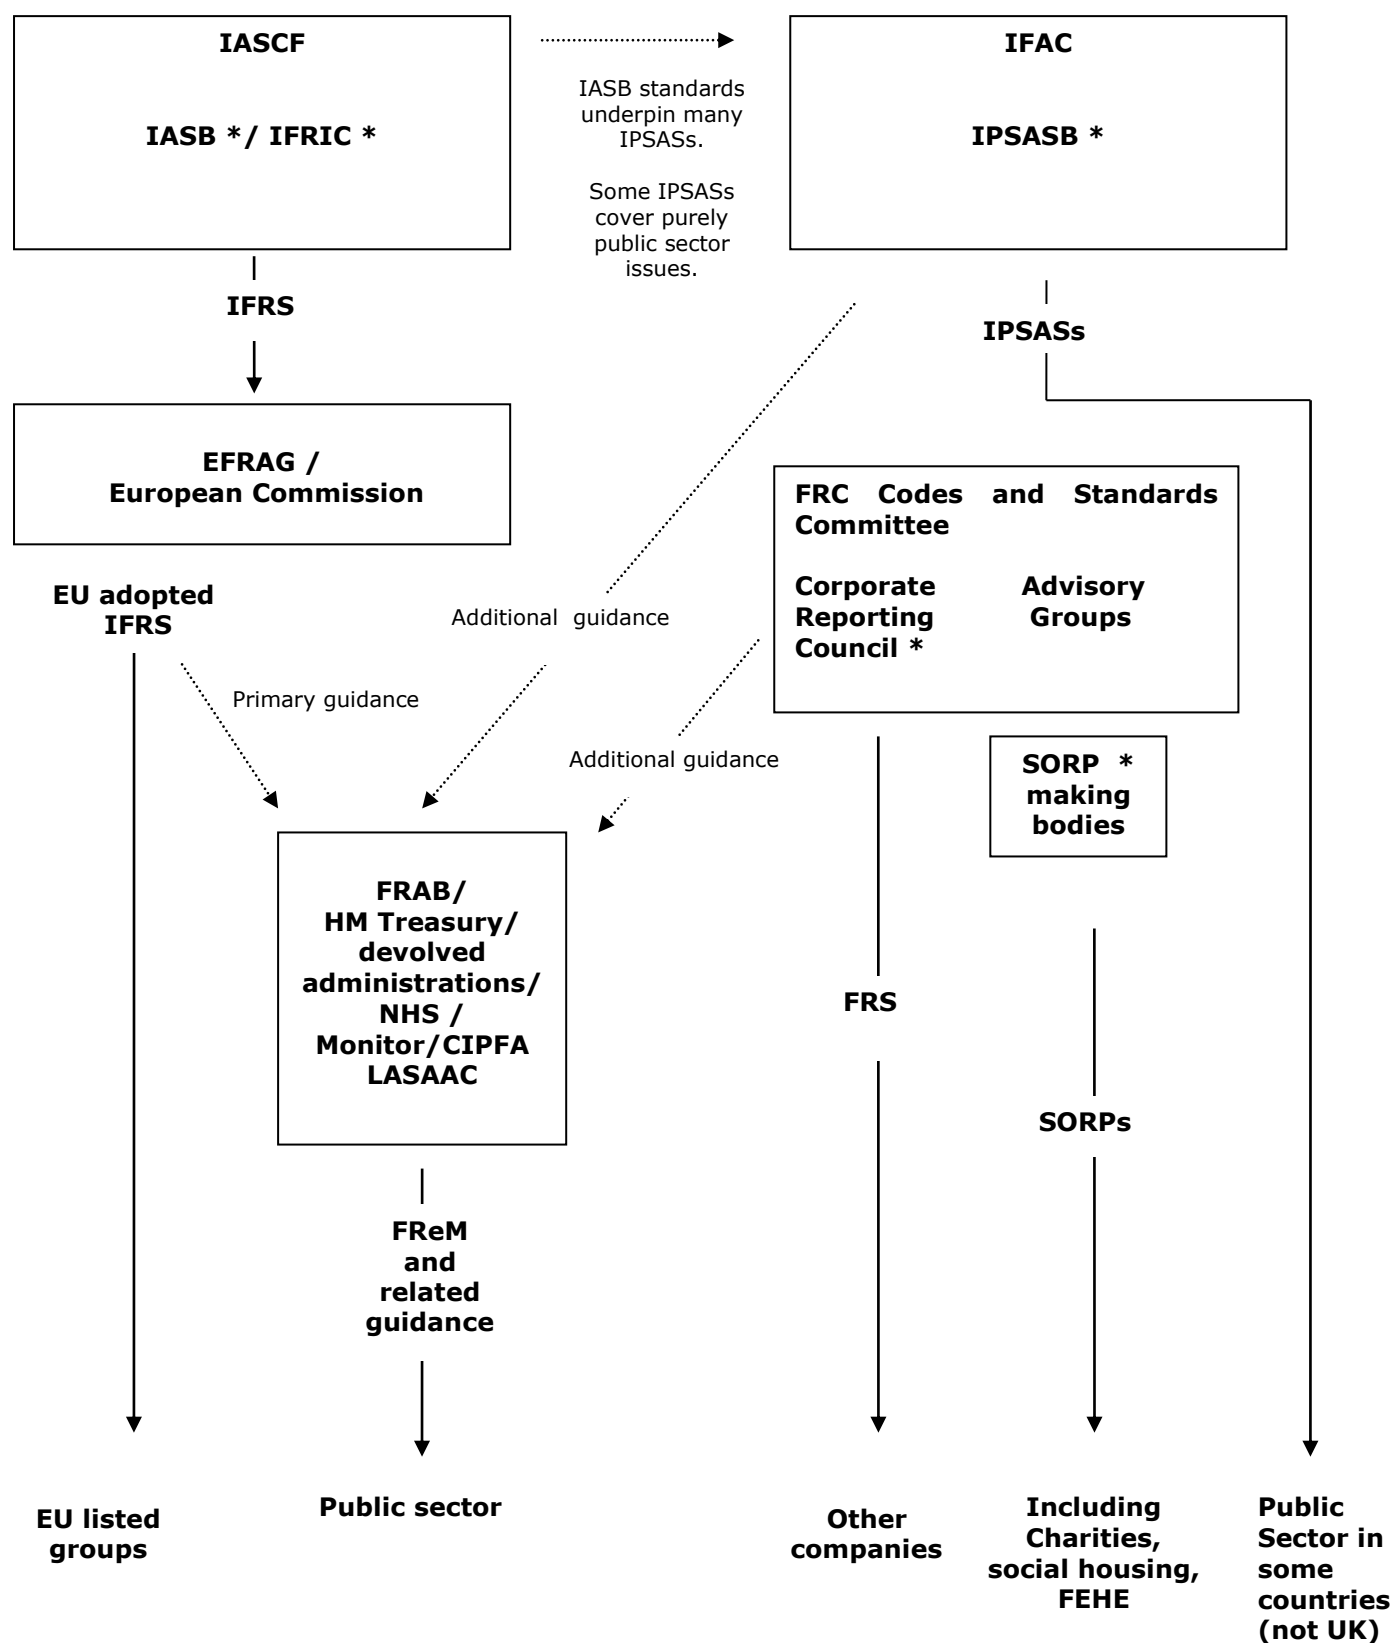 IASCF
IASB */ IFRIC *
IASB standards
underpin many
IPSASs.
Some IPSASs
cover purely
public sector
issues.
IFAC
IPSASB *
IFRS
IPSASs
EFRAG /
European Commission
FRC Codes and Standards
Committee
Corporate Advisory
Reporting Groups
Council *
EU adopted
IFRS
Additional guidance
Primary guidance
Additional guidance
SORP *
making
bodies
FRAB/
HM Treasury/
devolved
administrations/
NHS /
Monitor/CIPFA
LASAAC
FRS
SORPs
FReM
and
related
guidance
EU listed
groups
Public sector
Other
companies
Including
Charities,
social housing,
FEHE
Public
Sector in
some
countries
(not UK)